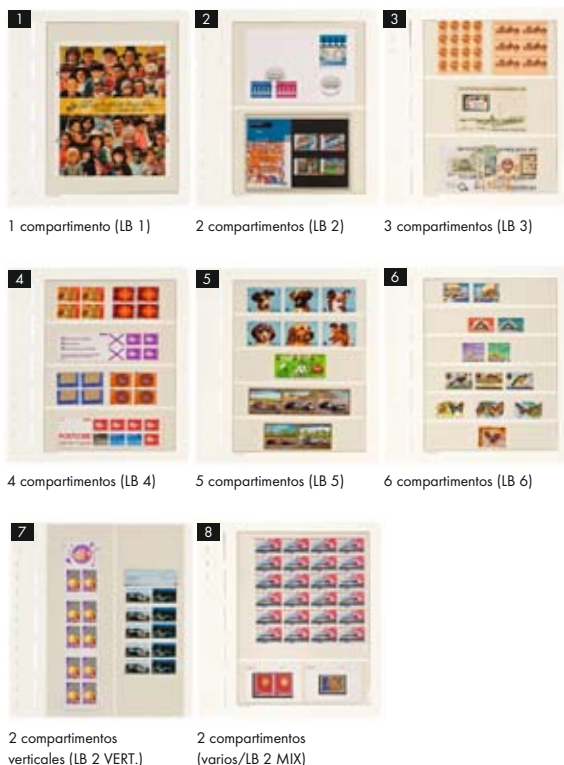 1
2
3
1 compartimento (LB 1)
2 compartimentos (LB 2)
3 compartimentos (LB 3)
4
5
6
POSTCODE
4 compartimentos (LB 4)
5 compartimentos (LB 5)
6 compartimentos (LB 6)
7
8
2 compartimentos
verticales (LB 2 VERT.)
2 compartimentos
(varios/LB 2 MIX)